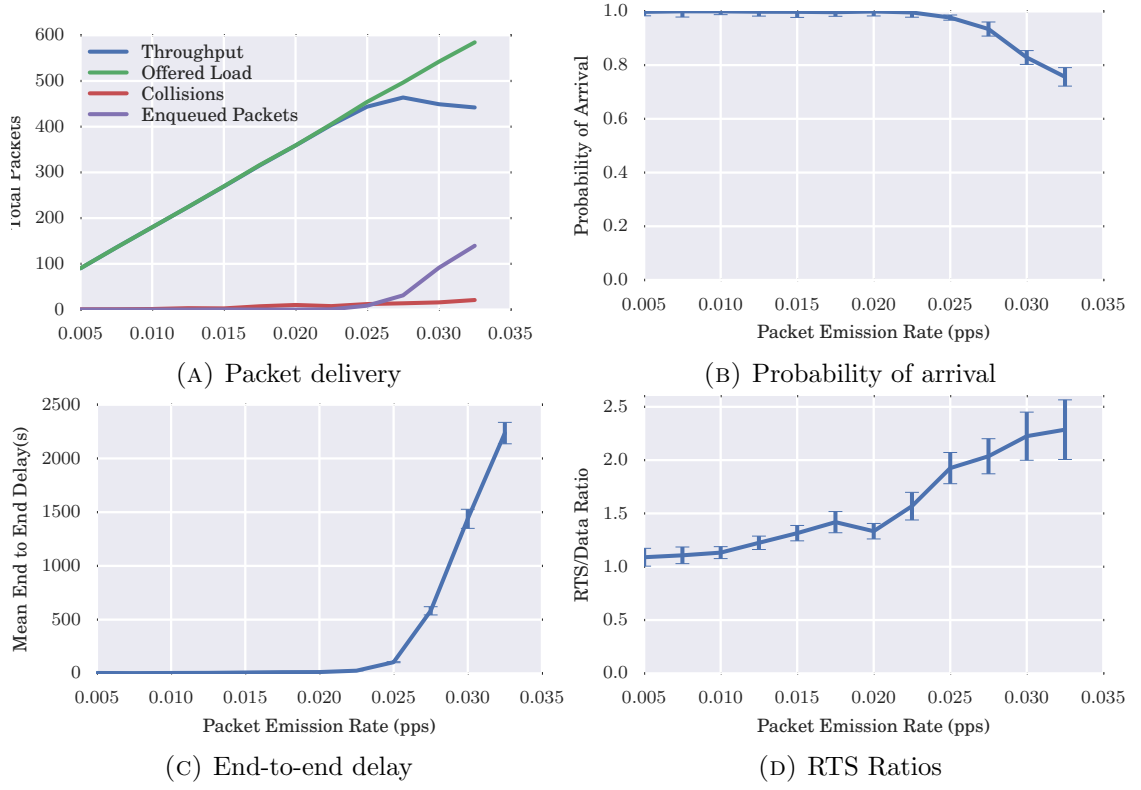 600
500
400
300
200
100
0
Total Packets
Throughput
Offered Load
Collisions
Enqueued Packets
0.005 0.010 0.015 0.020 0.025 0.030 0.035
(A) Packet delivery
1.0
0.8
0.6
0.4
0.2
0.0
Probability of Arrival
0.005 0.010 0.015 0.020 0.025 0.030 0.035
Packet Emission Rate (pps)
(B) Probability of arrival
2500
2000
1500
1000
500
0
Mean End to End Delay(s)
0.005 0.010 0.015 0.020 0.025 0.030 0.035
Packet Emission Rate (pps)
(C) End-to-end delay
2.5
2.0
1.5
1.0
0.5
0.0
RTS/Data Ratio
0.005 0.010 0.015 0.020 0.025 0.030 0.035
Packet Emission Rate (pps)
(D) RTS Ratios